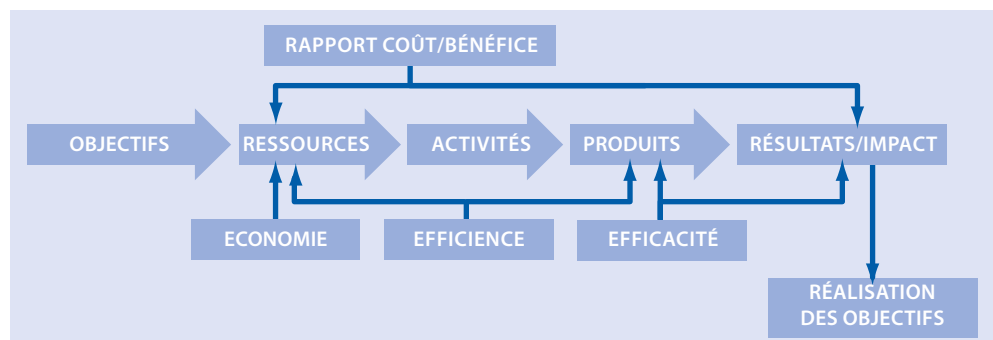 RAPPORT COÛT/BÉNÉFICE
OBJECTIFS
RESSOURCES
ACTIVITÉS
PRODUITS
RÉSULTATS/IMPACT
ECONOMIE
EFFICIENCE
EFFICACITÉ
RÉALISATION
DES OBJECTIFS